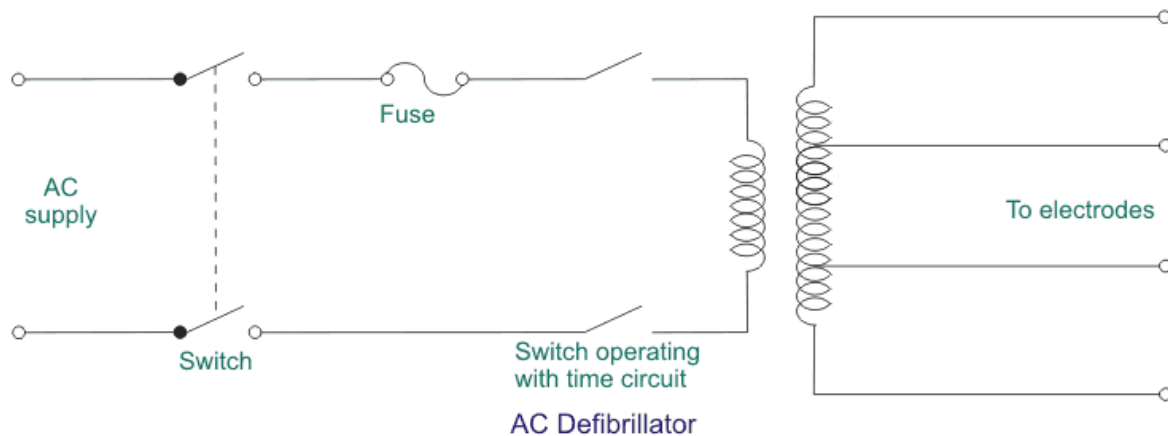 Fuse
AC
supply
To electrodes
Switch
Switch operating
with time circuit
AC Defibrillator